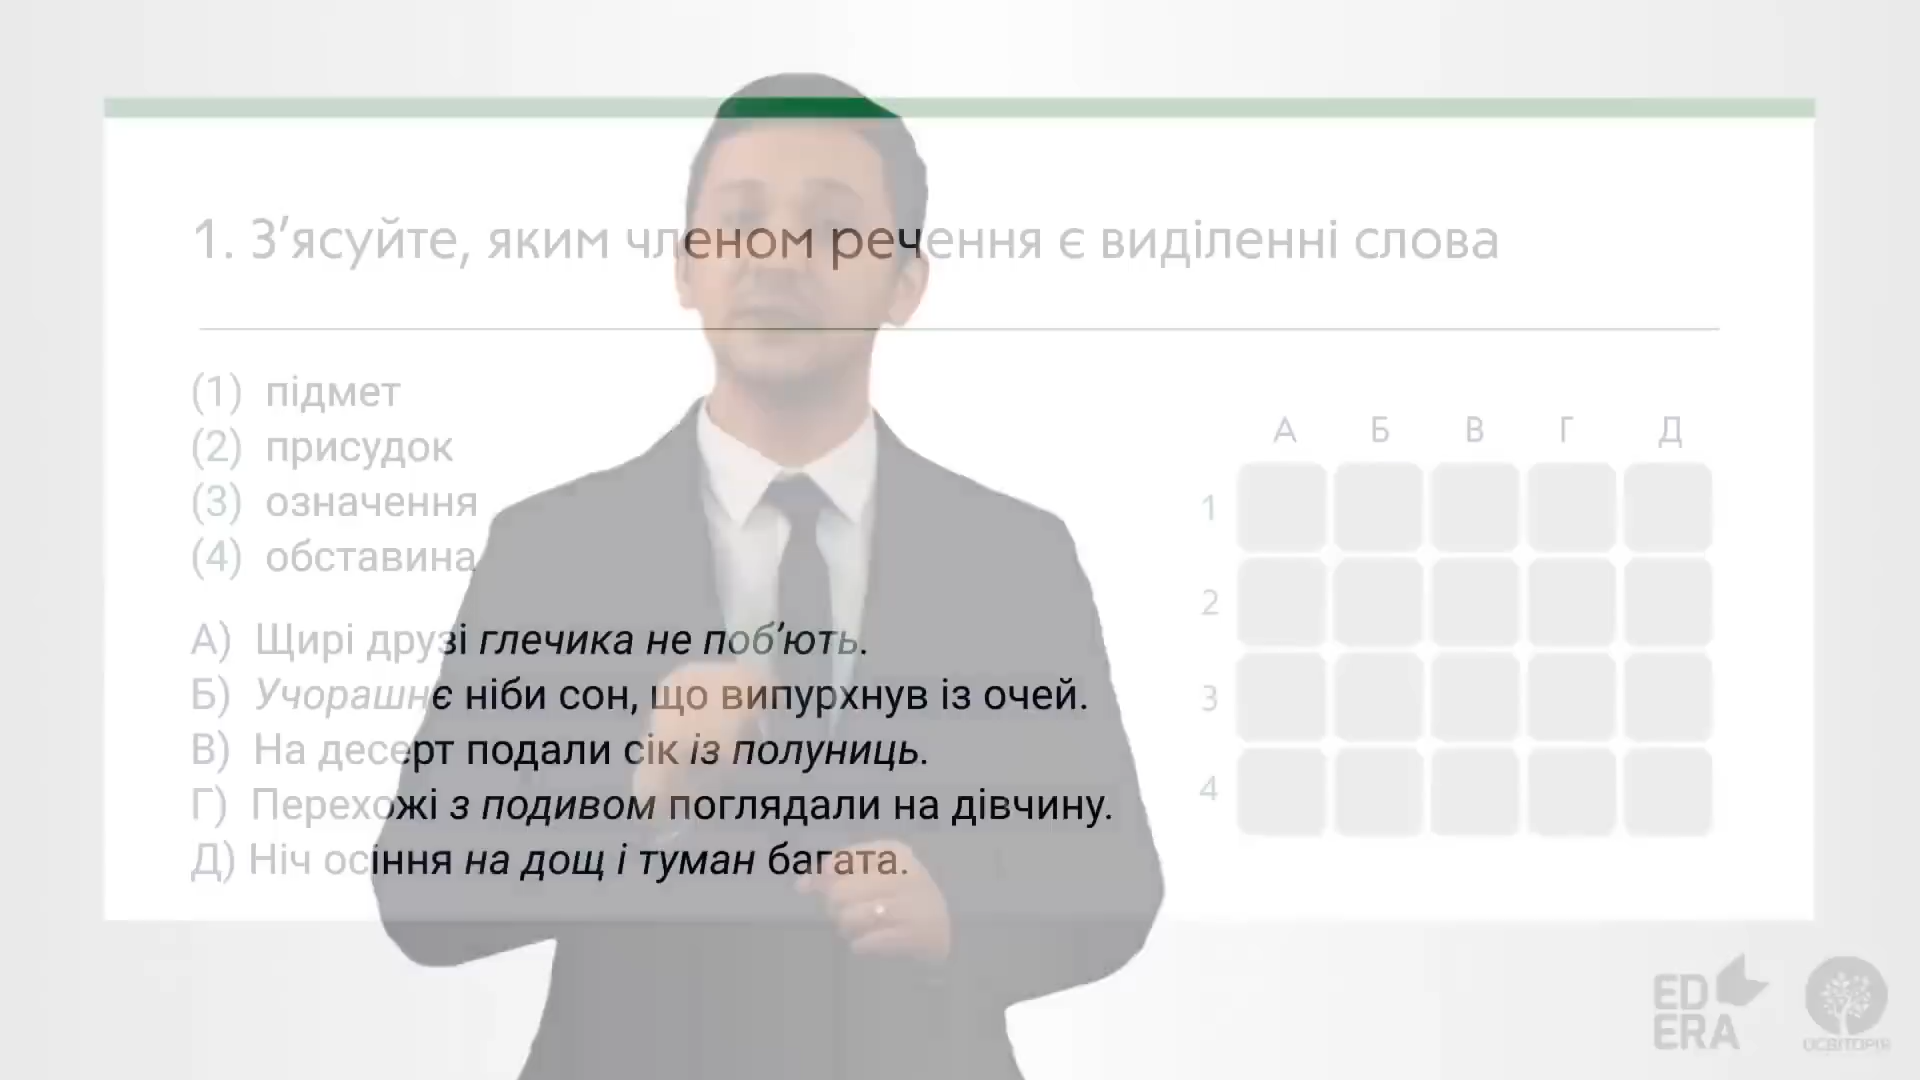 1. З’ясуйте, яким членом речення є виділенні слова
(1) підмет
(2) присудок
(3) означення
(4) обставина
А) Щирі друзі глечика не поб’ють.
Б) Учорашнє ніби сон, що випурхнув із очей.
В) На десерт подали сік із полуниць.
Г) Перехожі з подивом поглядали на дівчину.
Д) Ніч осіння на дощ і туман багата.
А Б В Г Д
1
2
3
4
ED
ERA
ОСВІТОРІЯ